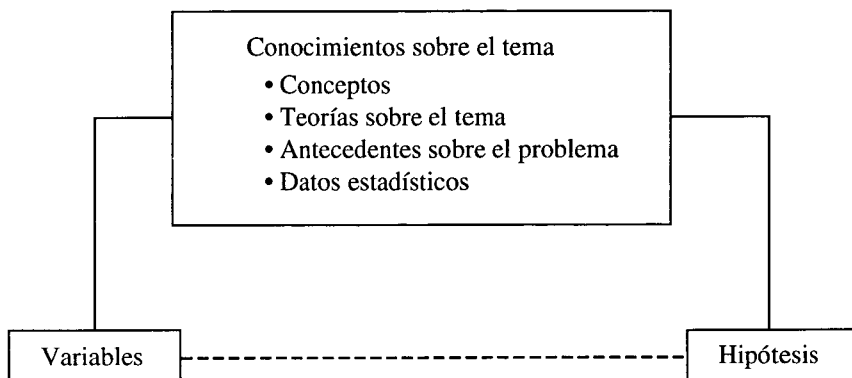 Conocimientos sobre el tema
• Conceptos
• Teorías sobre el tema
• Antecedentes sobre el problema
• Datos estadísticos
Variables
Hipótesis